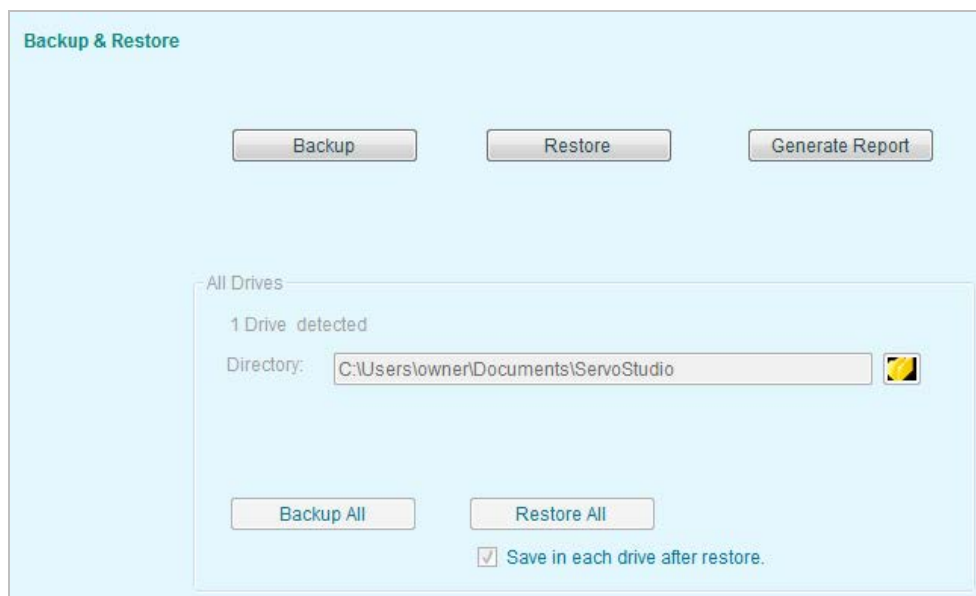 Backup & Restore
Backup Restore Generate Report
All Drives
1 Drive detected
Directory: C:\Users\owner\Documents\ServoStudio
Backup All Restore All
Save in each drive after restore.